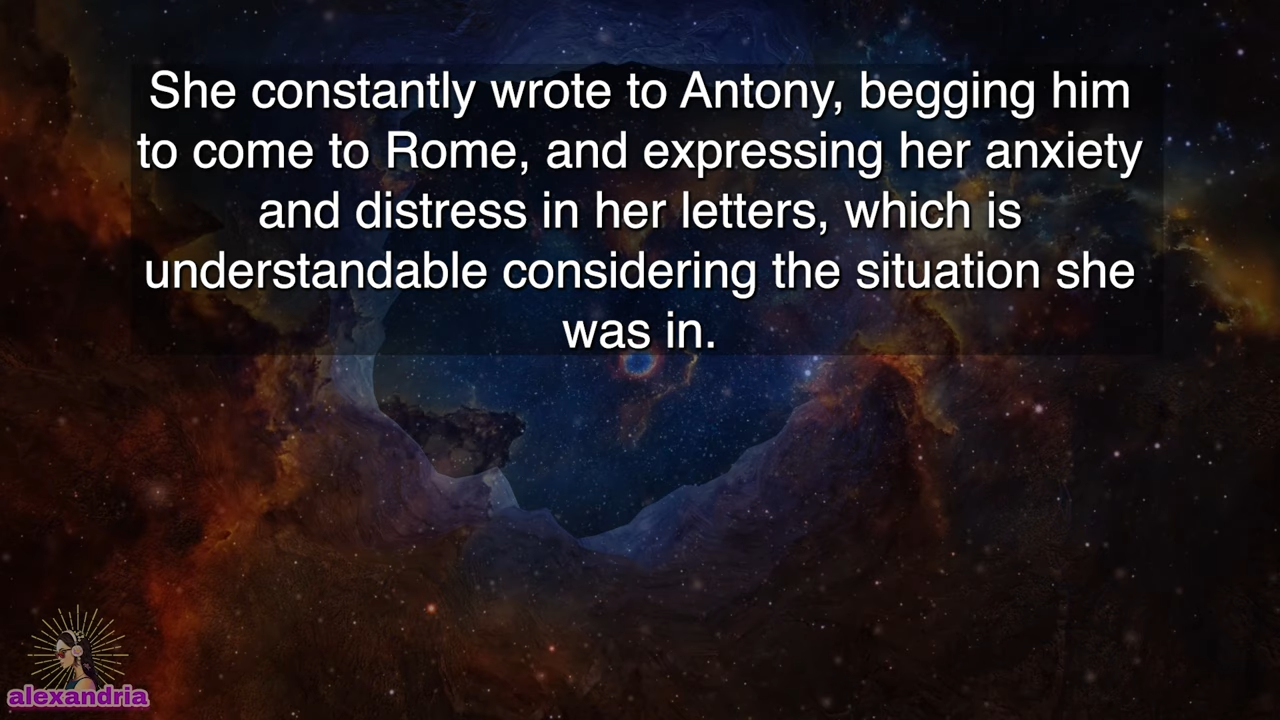 She constantly wrote to Antony, begging him
to come to Rome, and expressing her anxiety
and distress in her letters, which is
understandable considering the situation she
was in.
alexandria